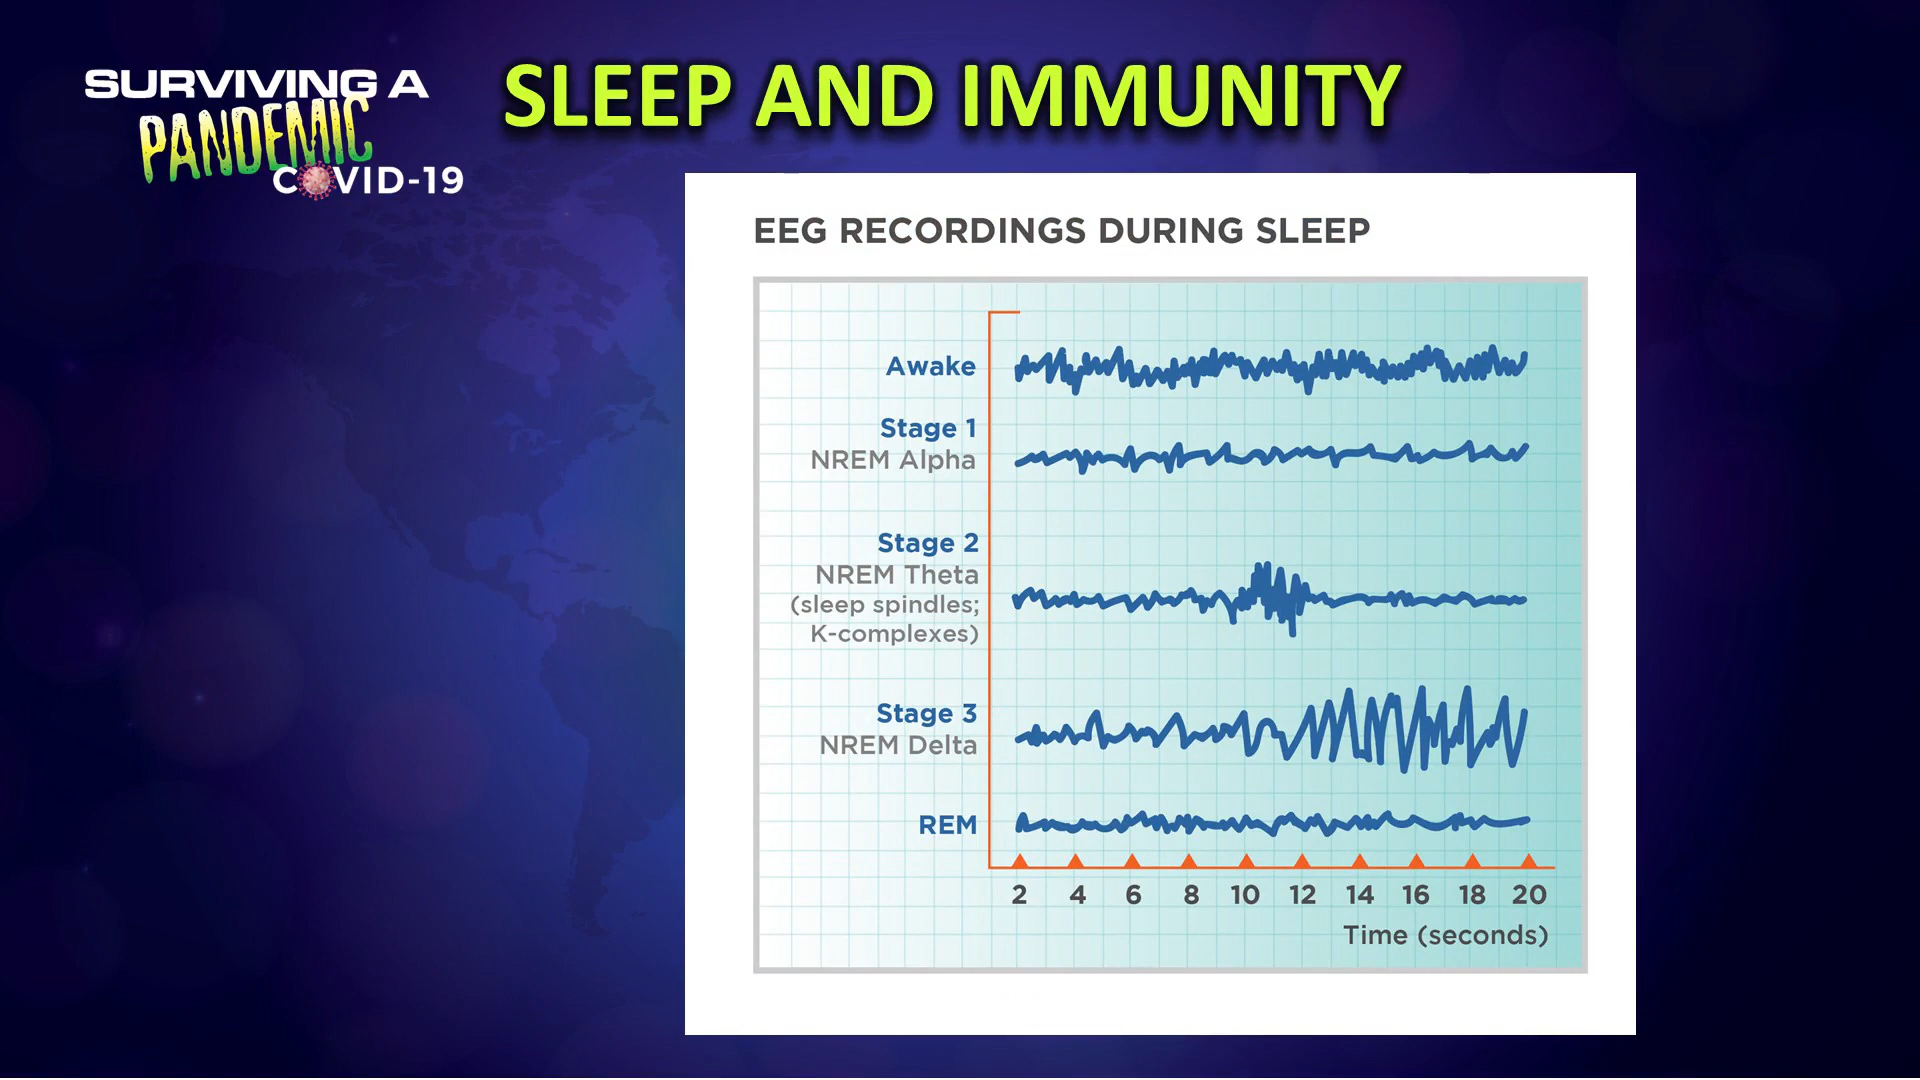 SURVIVING A
PANDEMIC
COVID-19
SLEEP AND IMMUNITY
EEG RECORDINGS DURING SLEEP
Awake
Stage 1
NREM Alpha
Stage 2
NREM Theta
(sleep spindles;
K-complexes)
Stage 3
NREM Delta
REM
2 4 6 8 10 12 14 16 18 20
Time (seconds)